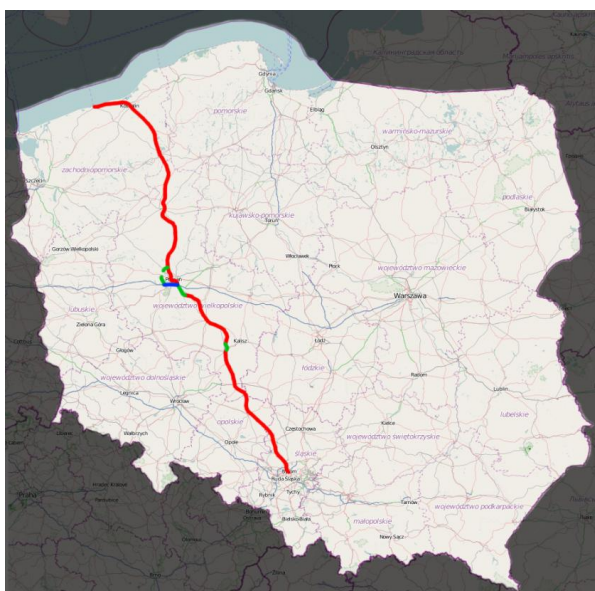 Gdynia
Gdańsk
Elbląg
pomorskie
warmińsko-mazurskie
Olsztyn
zachodniopomorskie
podlaskie
Białystok
kujawsko-pomorskie
Toruń
Gorzów Wielkopolski
Włocławek
Płock
województwo mazowieckie
Warszawa
województwo wielkopolskie
lubuskie
Zielona Góra
Kalisz
Łódź
Głogów
łódzkie
województwo dolnośląskie
Radom
Legnica
Wrocław
Lublin
lubelskie
opolskie
Kielce
Częstochowa
Wałbrzych
Opole
województwo świętokrzyskie
śląskie
Praha
Ruda Śląska
Rybnik
Tychy
Tarnów
województwo podkarpackie
Bielsko-Biała
małopolskie
Nowy Sącz